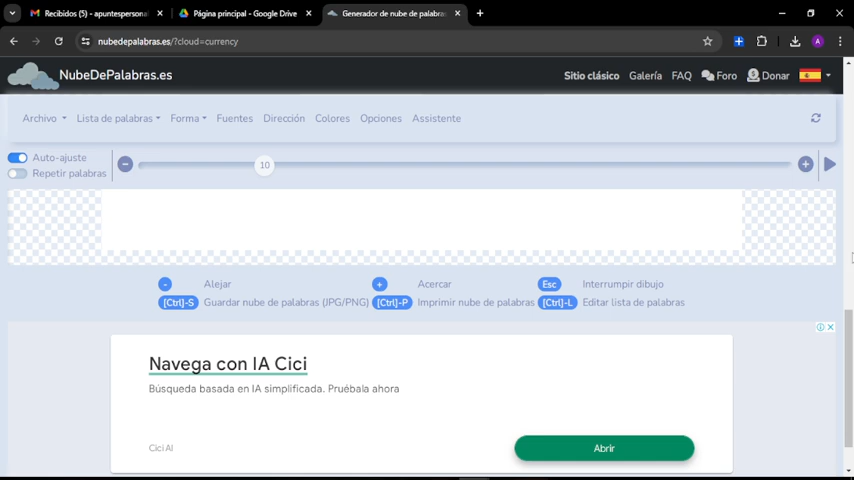 Recibidos (5) - apuntespersonal
Página principal - Google Drive
Generador de nube de palabras
nubedepalabras.es/?cloud=currency
A
NubeDePalabras.es
Sitio clásico Galería FAQ Foro Donar
Archivo Lista de palabras Forma Fuentes Dirección Colores Opciones Asistente
Auto-ajuste
Repetir palabras
10
- Alejar + Acercar Esc Interrumpir dibujo
[Ctrl]-S Guardar nube de palabras (JPG/PNG) [Ctrl]-P Imprimir nube de palabras [Ctrl]-L Editar lista de palabras
Navega con IA Cici
Búsqueda basada en IA simplificada. Pruébala ahora
Cici AI
Abrir